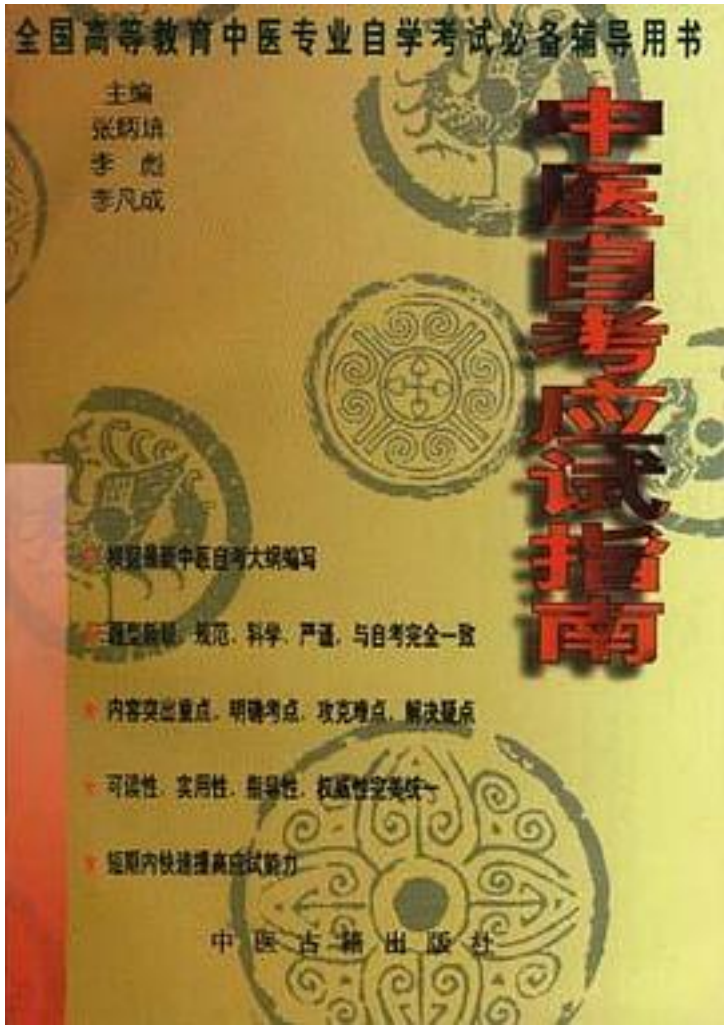 全国高等教育中医专业自学考试必备辅导用书
主编
张炳填
李 彪
李凡成
中医自考应试指南
根据最新中医自考大纲编写
题型新颖、规范、科学、严谨，与自考完全一致
内容突出重点、明确考点、攻克难点、解决疑点
可读性、实用性、指导性、权威性完美统一
短期内快速提高应试能力
中医古籍出版社